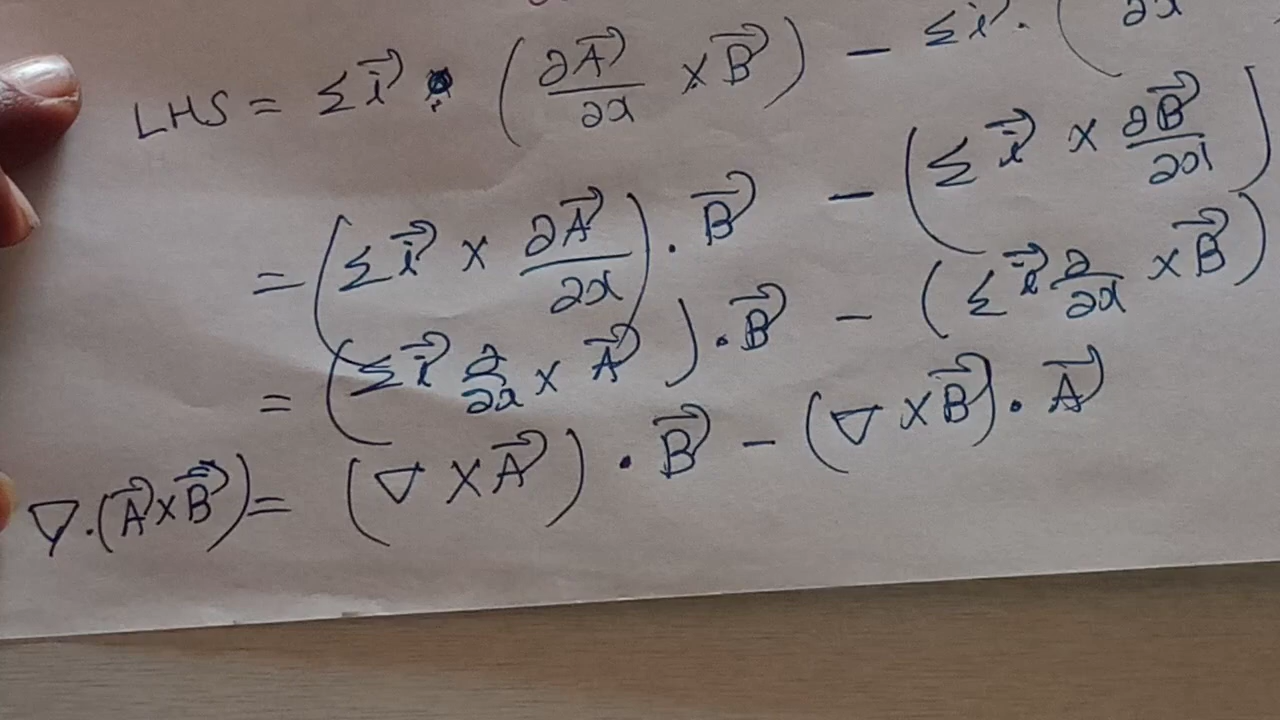 LHS = Σ i⃗ · ( ∂A⃗/∂x × B⃗ ) − Σ i⃗ · ( ∂x
= ( Σ i⃗ × ∂A⃗/∂x ) · B⃗ − ( Σ i⃗ × ∂B⃗/∂x )
= ( Σ i⃗ ∂/∂x × A⃗ ) · B⃗ − ( Σ i⃗ ∂/∂x × B⃗ )
∇ · (A⃗ × B⃗) = ( ∇ × A⃗ ) · B⃗ − ( ∇ × B⃗ ) · A⃗